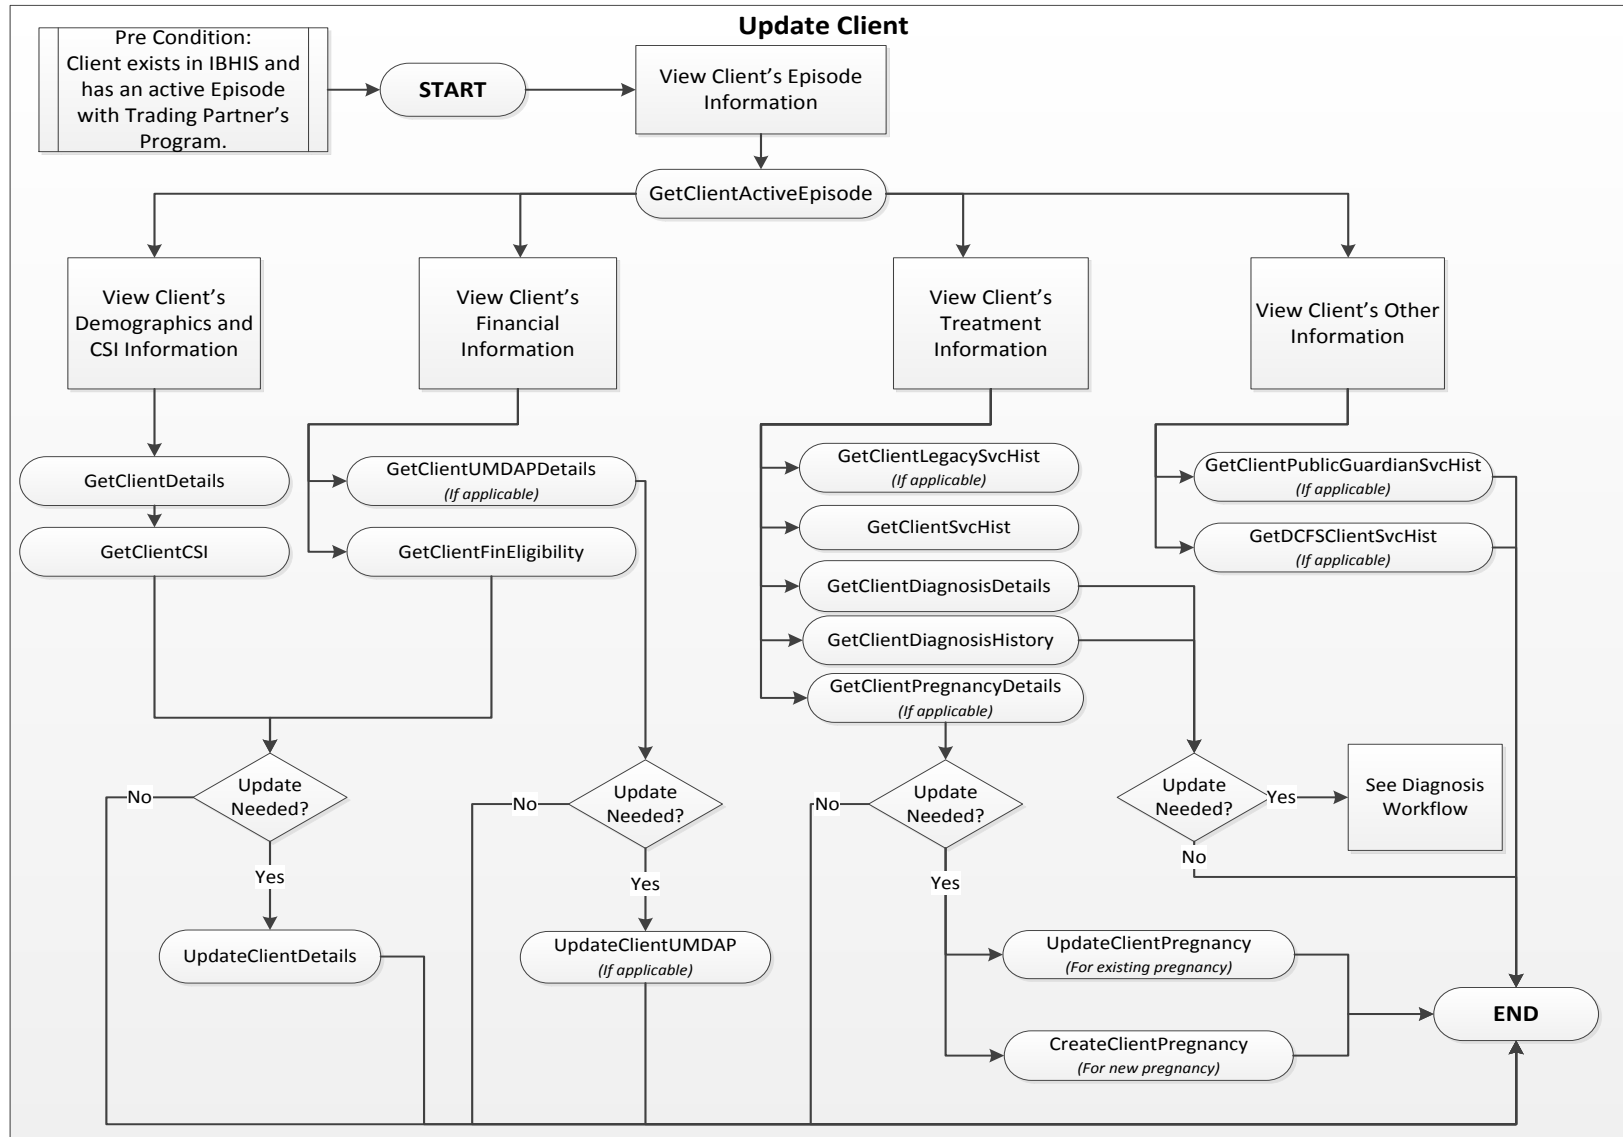 Update Client
Pre Condition:
Client exists in IBHIS and
has an active Episode
with Trading Partner's
Program.
START
View Client's Episode
Information
GetClientActiveEpisode
View Client's
Demographics and
CSI Information
View Client's
Financial
Information
View Client's
Treatment
Information
View Client's Other
Information
GetClientDetails
GetClientCSI
GetClientUMDAPDetails
(If applicable)
GetClientFinEligibility
GetClientLegacySvcHist
(If applicable)
GetClientSvcHist
GetClientDiagnosisDetails
GetClientDiagnosisHistory
GetClientPregnancyDetails
(If applicable)
GetClientPublicGuardianSvcHist
(If applicable)
GetDCFSClientSvcHist
(If applicable)
No
Update
Needed?
Yes
UpdateClientDetails
No
Update
Needed?
Yes
UpdateClientUMDAP
(If applicable)
No
Update
Needed?
Yes
UpdateClientPregnancy
(For existing pregnancy)
CreateClientPregnancy
(For new pregnancy)
Update
Needed?
Yes
No
See Diagnosis
Workflow
END